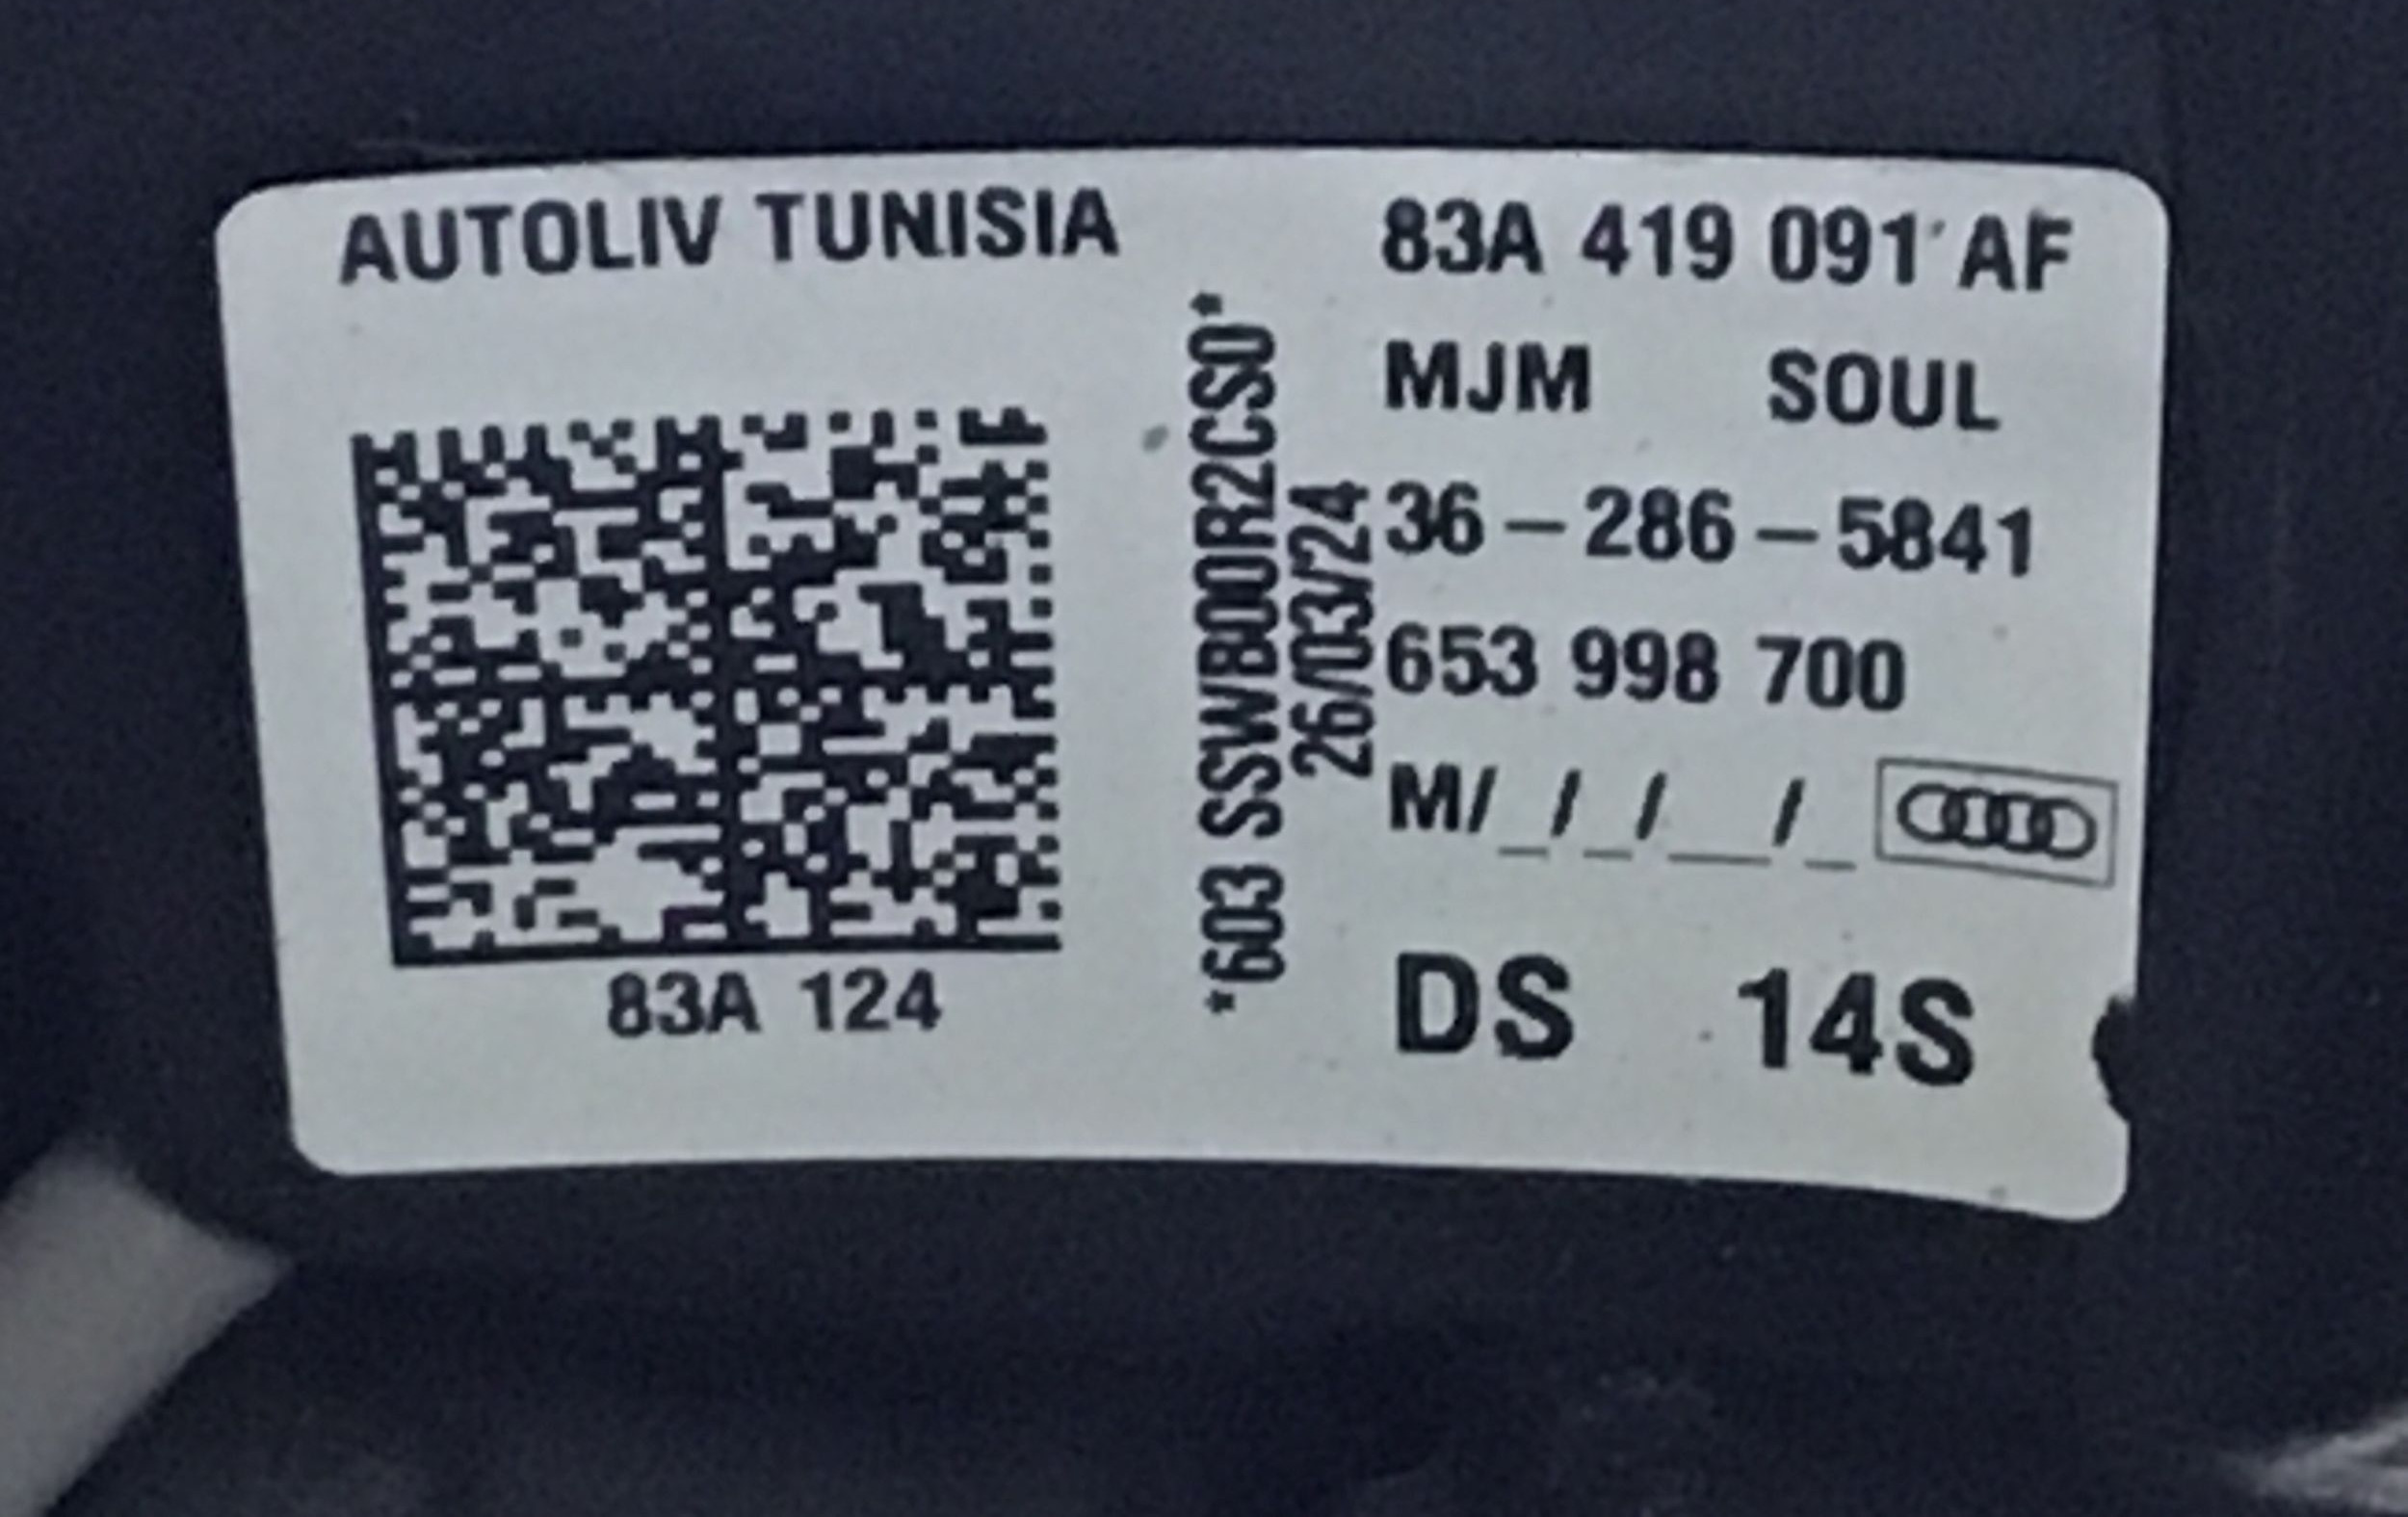 AUTOLIV TUNISIA
83A 124
*603 SSWB00R2CS0*
26/03/24
83A 419 091 AF
MJM SOUL
36-286-5841
653 998 700
M/_/_/__/_
DS 14S